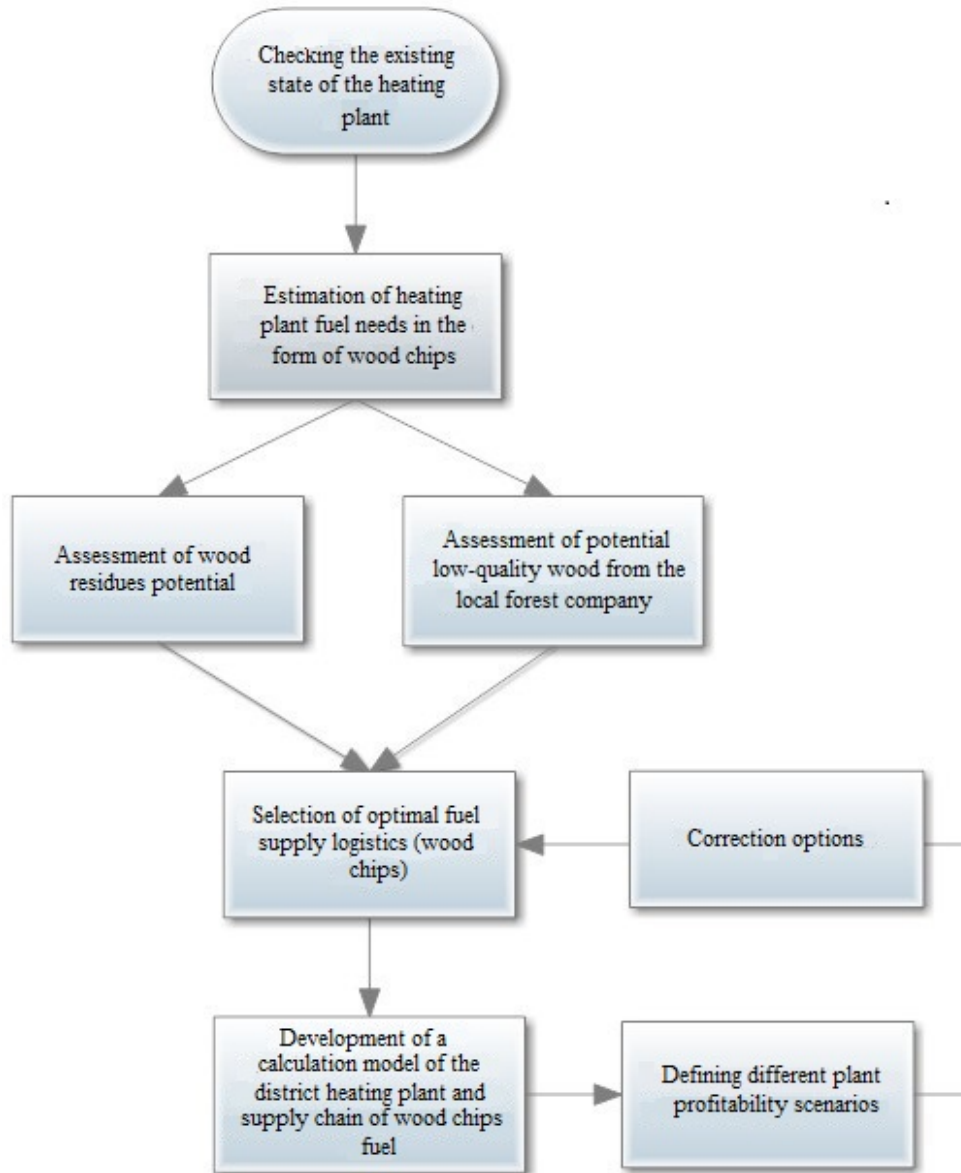 Checking the existing
state of the heating
plant
Estimation of heating
plant fuel needs in the
form of wood chips
Assessment of wood
residues potential
Assessment of potential
low-quality wood from the
local forest company
Selection of optimal fuel
supply logistics (wood
chips)
Correction options
Development of a
calculation model of the
district heating plant and
supply chain of wood chips
fuel
Defining different plant
profitability scenarios